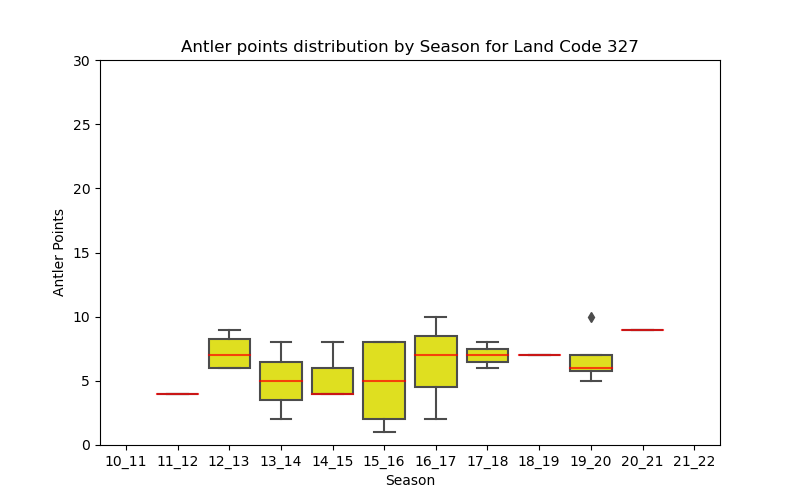 Antler points distribution by Season for Land Code 327
30
25
20
15
10
5
0
Antler Points
10_11 11_12 12_13 13_14 14_15 15_16 16_17 17_18 18_19 19_20 20_21 21_22
Season